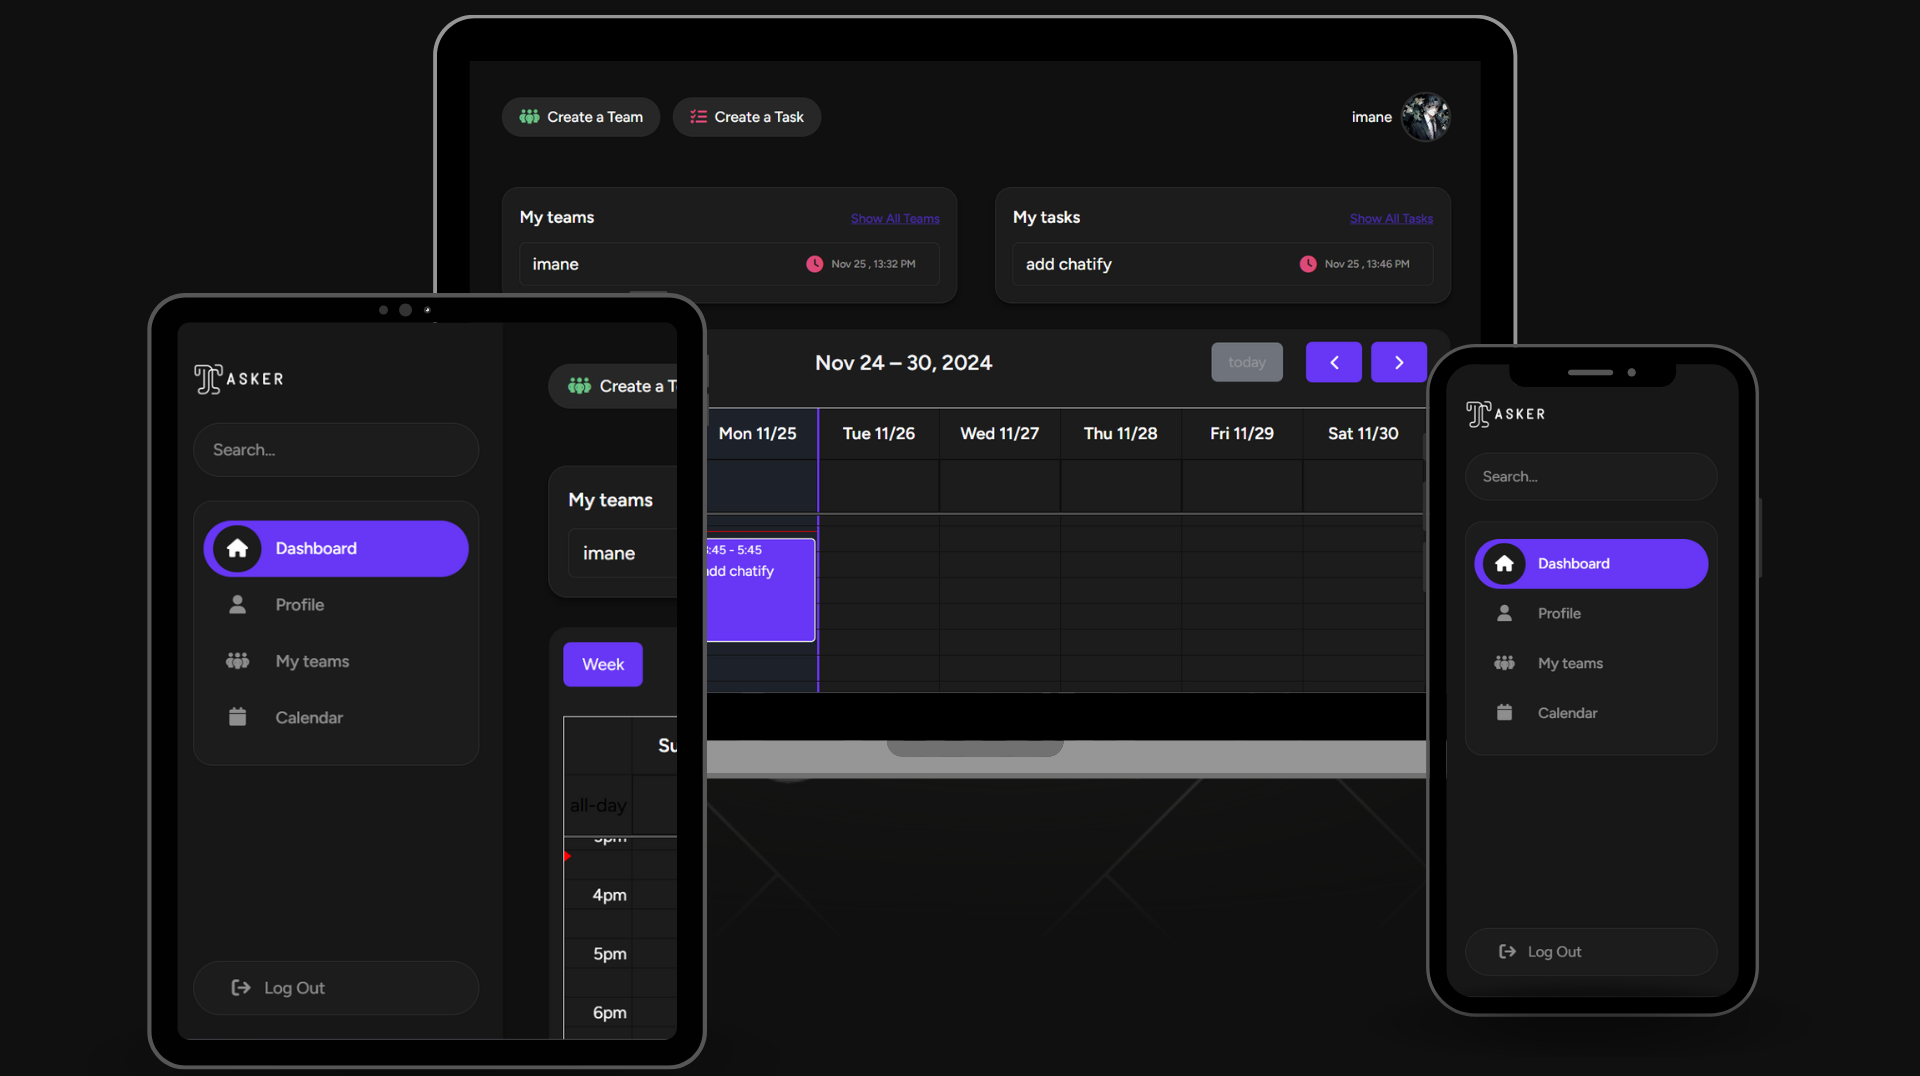 Create a Team
Create a Task
imane
My teams
Show All Teams
imane
Nov 25 , 13:32 PM
My tasks
Show All Tasks
add chatify
Nov 25 , 13:46 PM
Nov 24 – 30, 2024
today
Mon 11/25
Tue 11/26
Wed 11/27
Thu 11/28
Fri 11/29
Sat 11/30
:45 - 5:45
add chatify
TASKER
Search...
Dashboard
Profile
My teams
Calendar
Log Out
Create a T
My teams
imane
Week
Su
all-day
4pm
5pm
6pm
TASKER
Search...
Dashboard
Profile
My teams
Calendar
Log Out